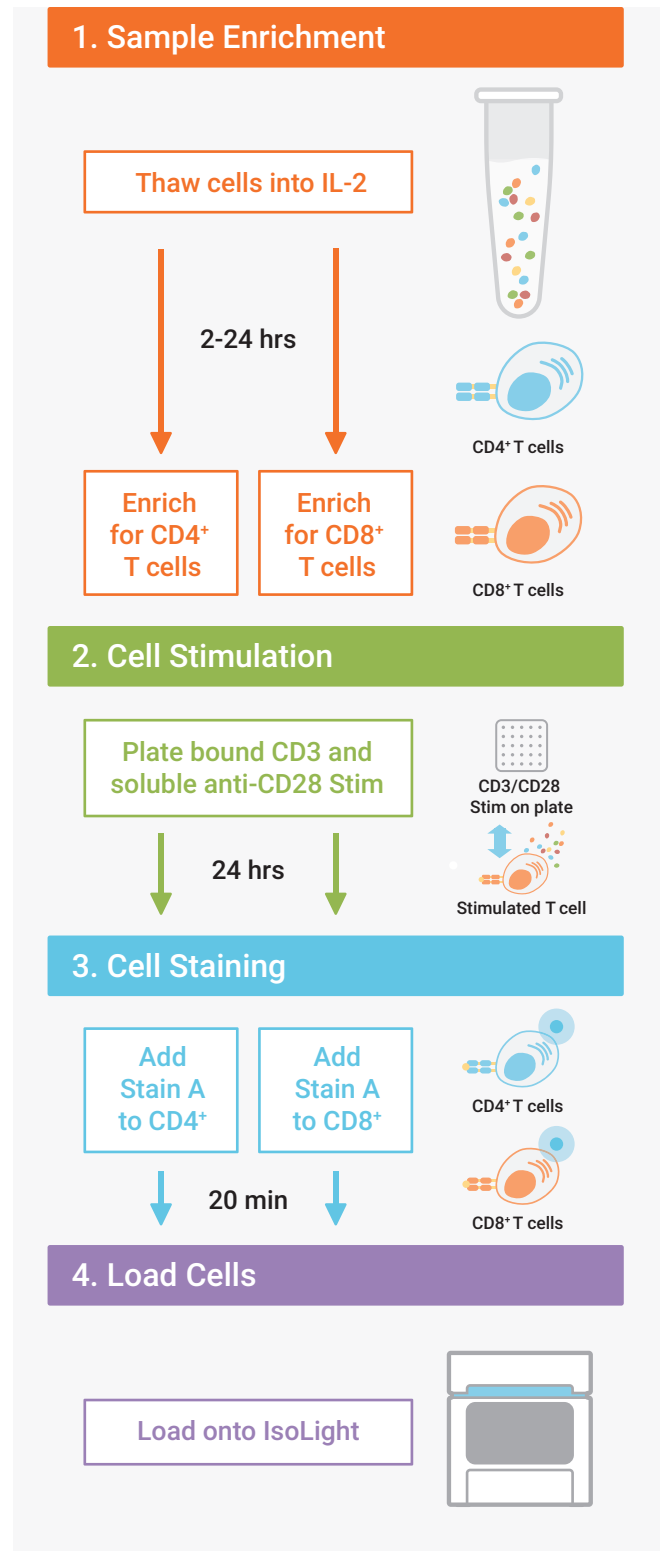 1. Sample Enrichment
Thaw cells into IL-2
2-24 hrs
CD4⁺ T cells
Enrich
for CD4⁺
T cells
Enrich
for CD8⁺
T cells
CD8⁺ T cells
2. Cell Stimulation
Plate bound CD3 and
soluble anti-CD28 Stim
CD3/CD28
Stim on plate
24 hrs
Stimulated T cell
3. Cell Staining
Add
Stain A
to CD4⁺
Add
Stain A
to CD8⁺
CD4⁺ T cells
20 min
CD8⁺ T cells
4. Load Cells
Load onto IsoLight